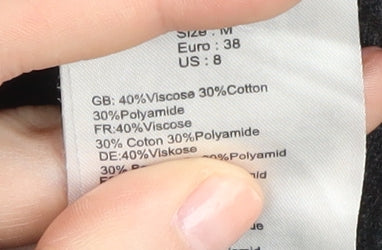 Size : M
Euro : 38
US : 8
GB: 40%Viscose 30%Cotton
30%Polyamide
FR:40%Viscose
30% Coton 30%Polyamide
DE:40%Viskose
30%